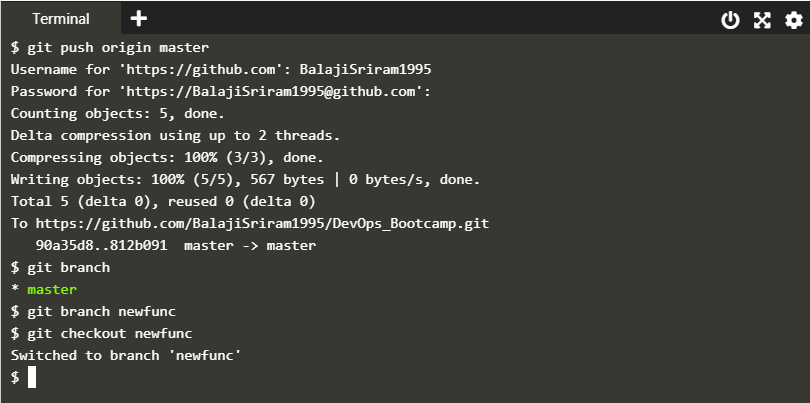 Terminal +
$ git push origin master
Username for 'https://github.com': BalajiSriram1995
Password for 'https://BalajiSriram1995@github.com':
Counting objects: 5, done.
Delta compression using up to 2 threads.
Compressing objects: 100% (3/3), done.
Writing objects: 100% (5/5), 567 bytes | 0 bytes/s, done.
Total 5 (delta 0), reused 0 (delta 0)
To https://github.com/BalajiSriram1995/DevOps_Bootcamp.git
   90a35d8..812b091  master -> master
$ git branch
* master
$ git branch newfunc
$ git checkout newfunc
Switched to branch 'newfunc'
$